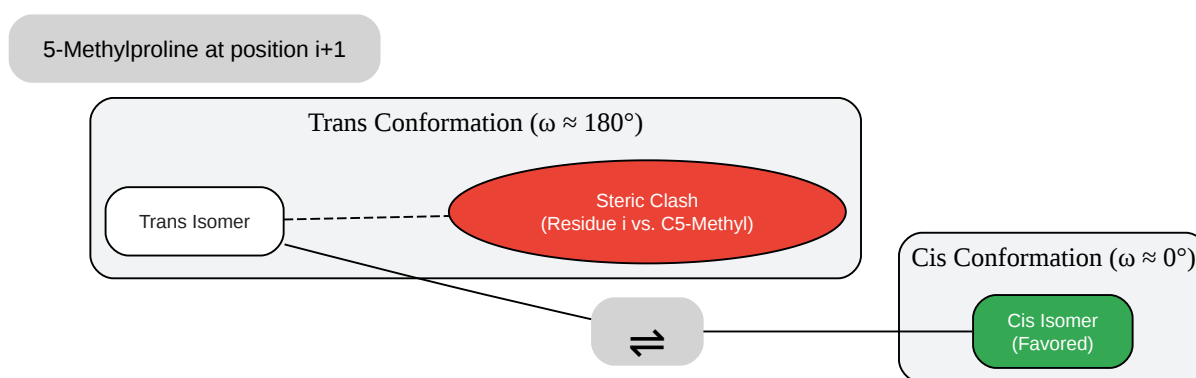 5-Methylproline at position i+1
Trans Conformation (ω ≈ 180°)
Trans Isomer
Steric Clash
(Residue i vs. C5-Methyl)
Cis Conformation (ω ≈ 0°)
⇌
Cis Isomer
(Favored)